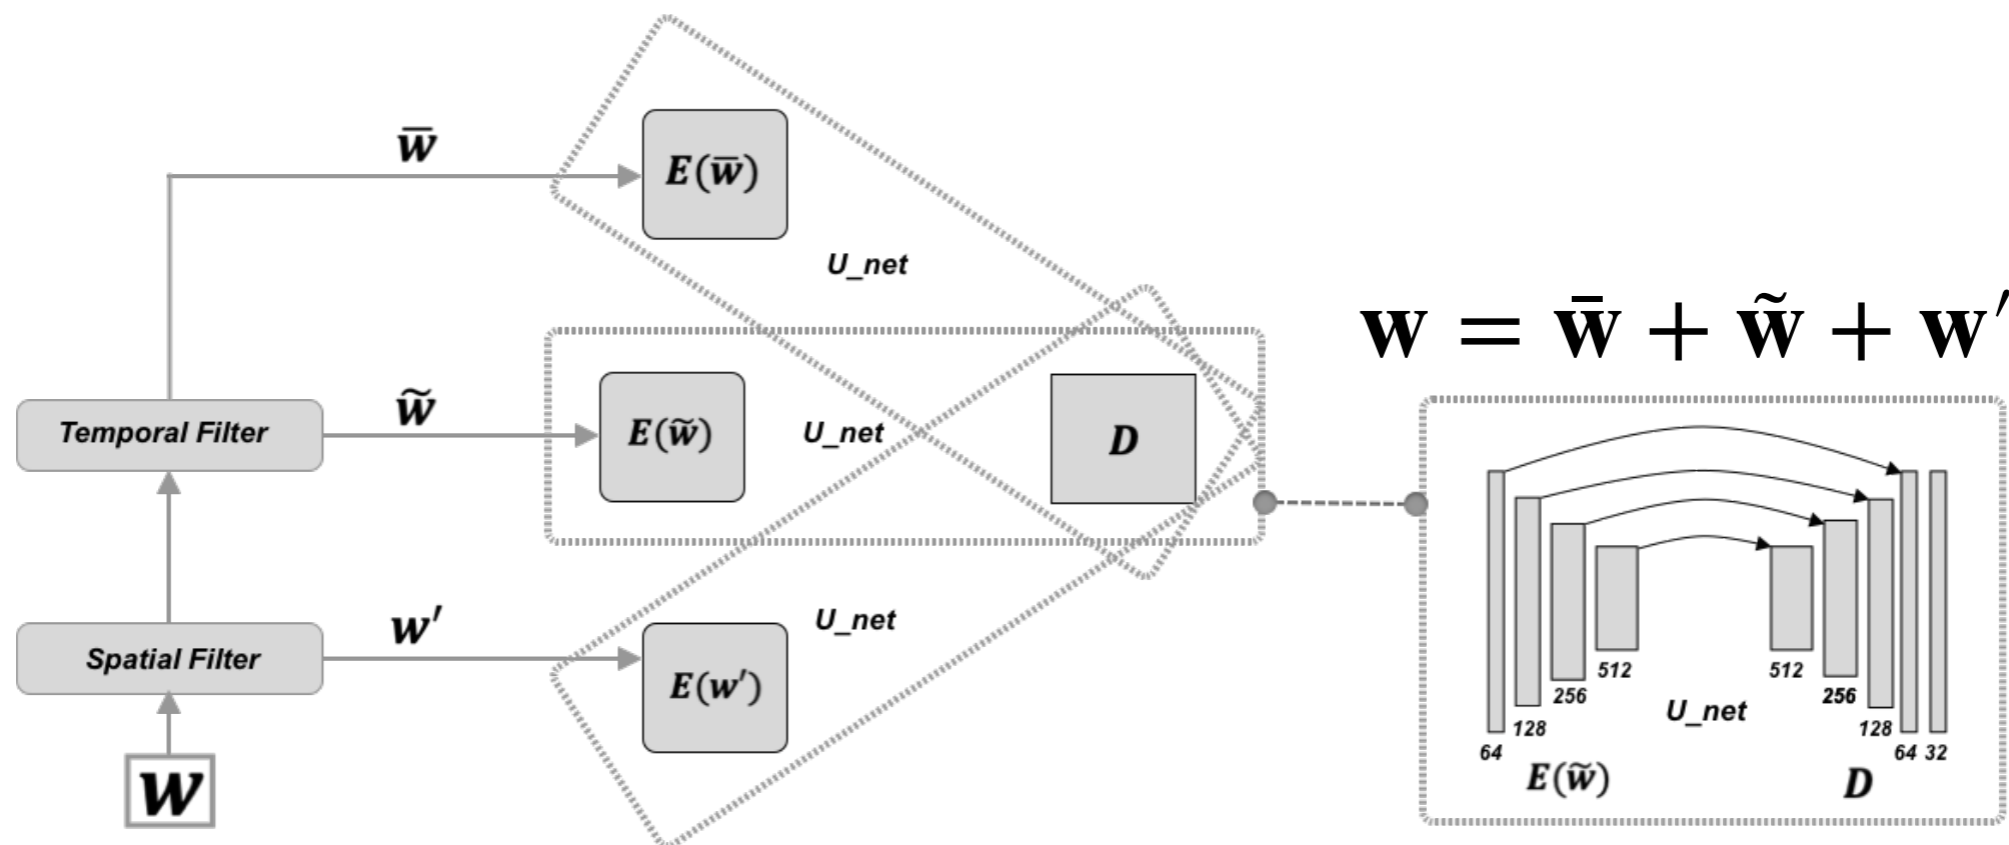 w̅
E(w̅)
U_net
w = w̄ + w̃ + w′
Temporal Filter
w̃
E(w̃)
U_net
D
Spatial Filter
w′
E(w′)
U_net
w
512
512
256
256
U_net
128
128
64
64 32
E(w̃)
D